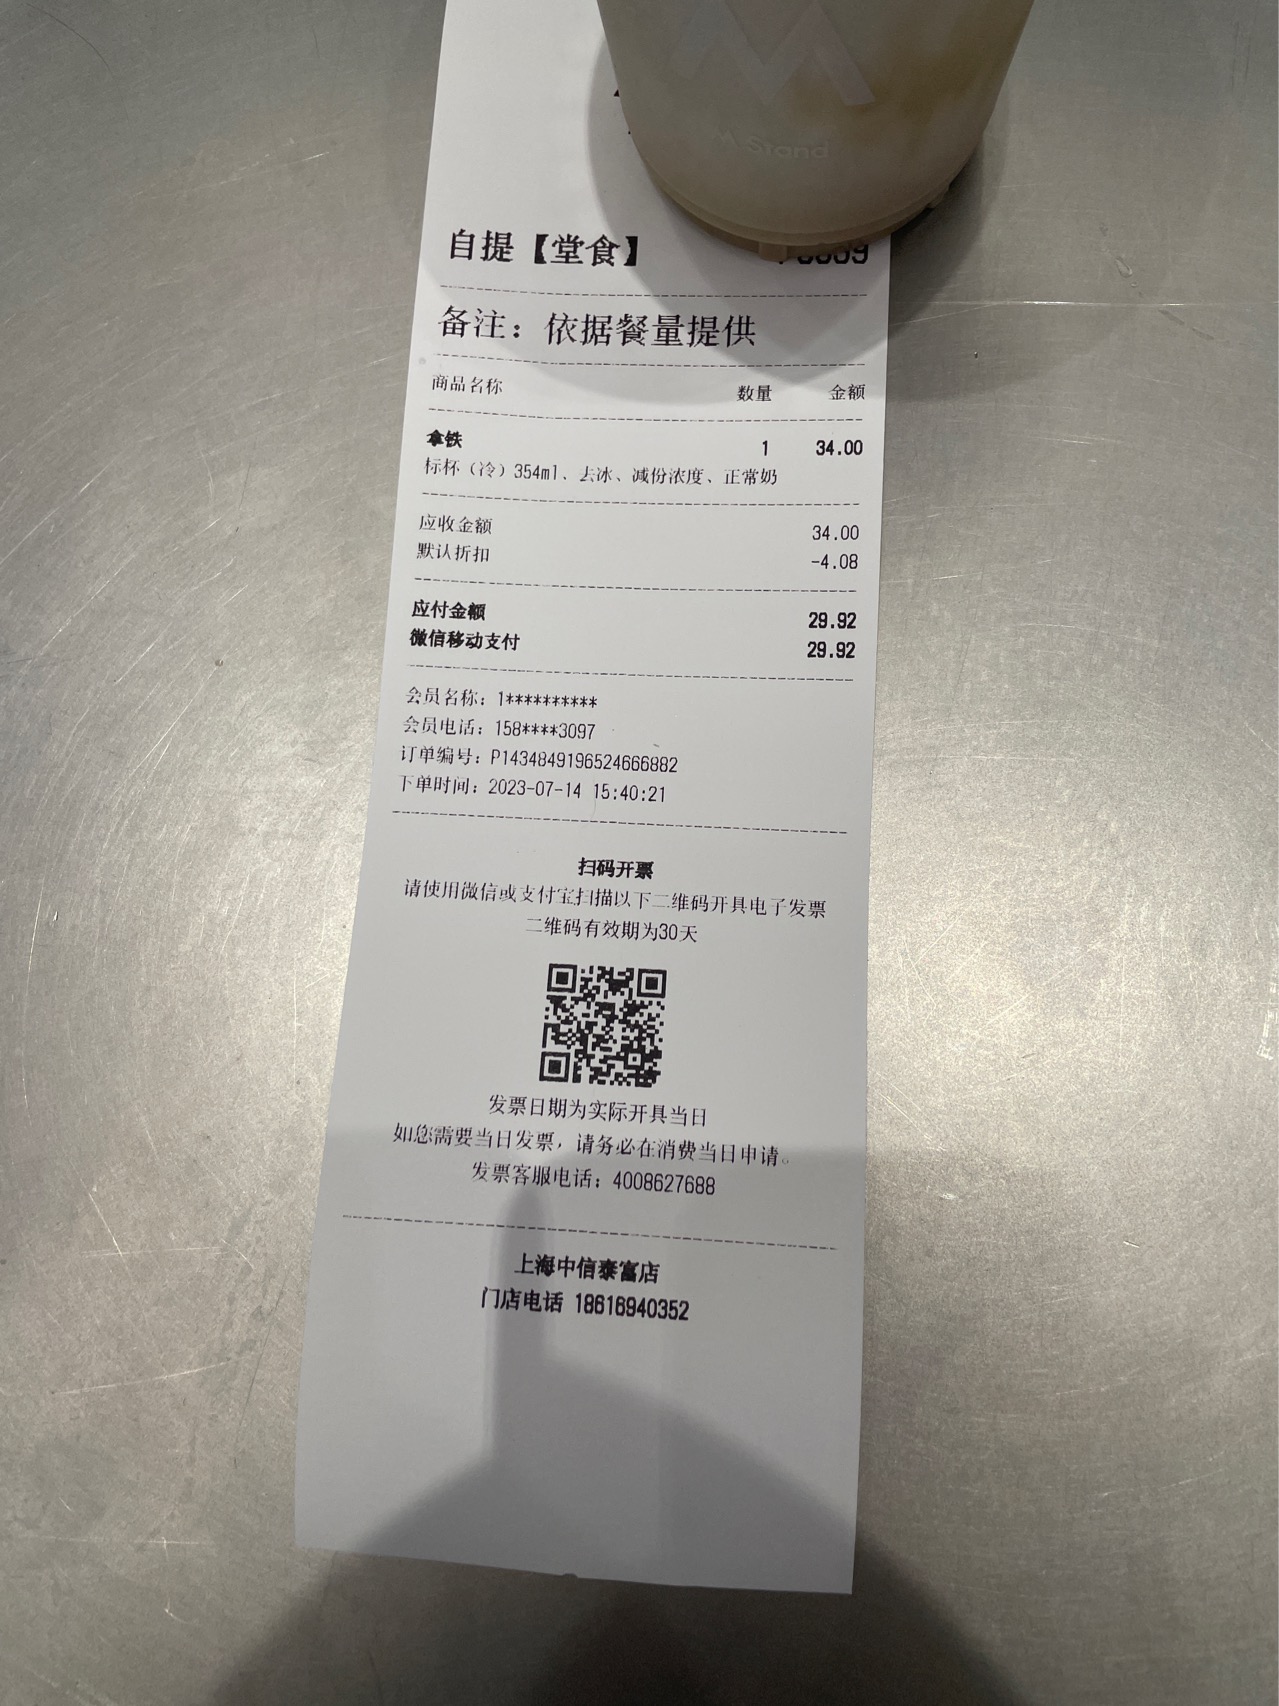 M Stand
自提【堂食】
备注：依据餐量提供
商品名称 数量 金额
拿铁 1 34.00
标杯（冷）354ml、去冰、减份浓度、正常奶
应收金额 34.00
默认折扣 -4.08
应付金额 29.92
微信移动支付 29.92
会员名称：1**********
会员电话：158****3097
订单编号：P1434849196524666882
下单时间：2023-07-14 15:40:21
扫码开票
请使用微信或支付宝扫描以下二维码开具电子发票
二维码有效期为30天
发票日期为实际开具当日
如您需要当日发票，请务必在消费当日申请。
发票客服电话：4008627688
上海中信泰富店
门店电话 18616940352